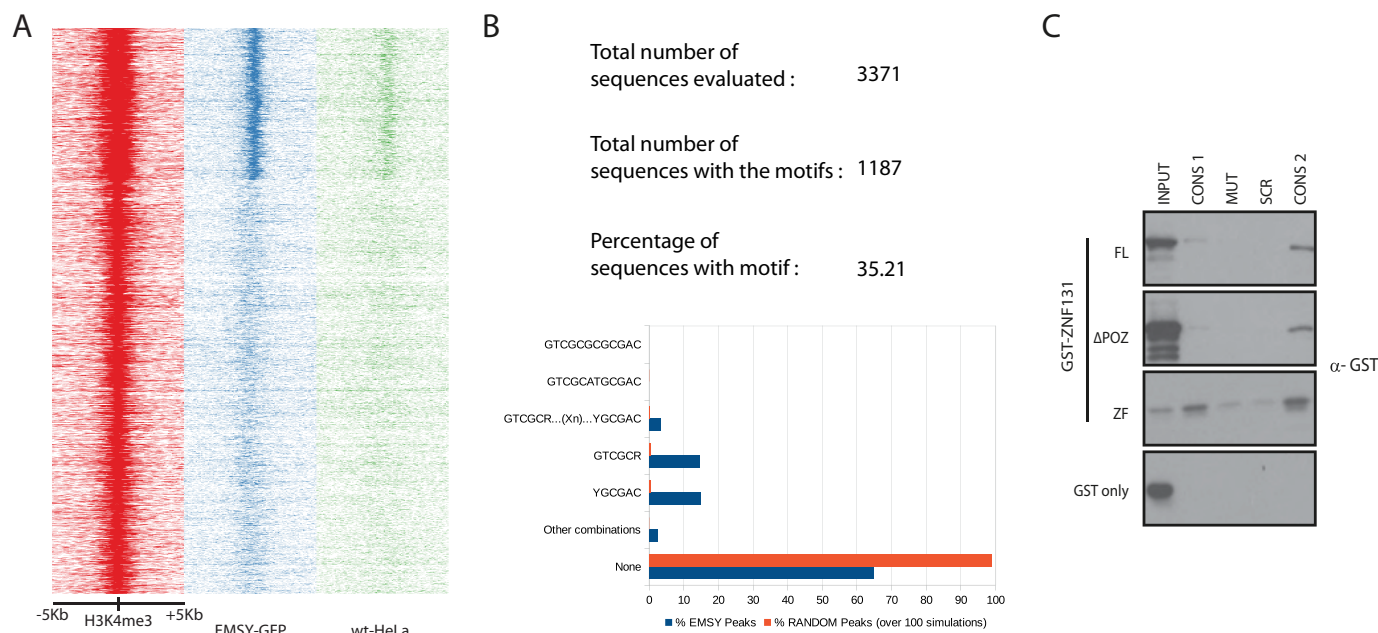 A
-5Kb
H3K4me3
+5Kb
EMSY-GFP
wt-HeLa
B
Total number of
sequences evaluated : 3371
Total number of
sequences with the motifs : 1187
Percentage of
sequences with motif : 35.21
GTCGCGCGCGAC
GTCGCATGCGAC
GTCGCR...(Xn)...YGCGAC
GTCGCR
YGCGAC
Other combinations
None
0 10 20 30 40 50 60 70 80 90 100
% EMSY Peaks % RANDOM Peaks (over 100 simulations)
C
INPUT
CONS 1
MUT
SCR
CONS 2
GST-ZNF131
FL
ΔPOZ
ZF
GST only
α- GST